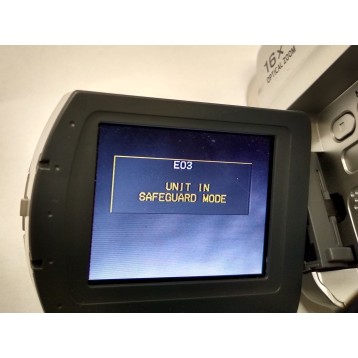 16x
OPTICAL ZOOM
E03
UNIT IN
SAFEGUARD MODE